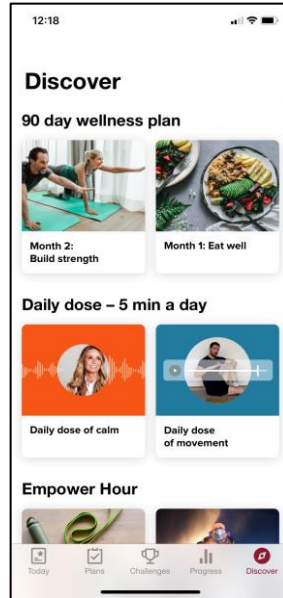 12:18
Discover
90 day wellness plan
Month 2:
Build strength
Month 1: Eat well
Daily dose – 5 min a day
Daily dose of calm
Daily dose
of movement
Empower Hour
Today
Plans
Challenges
Progress
Discover